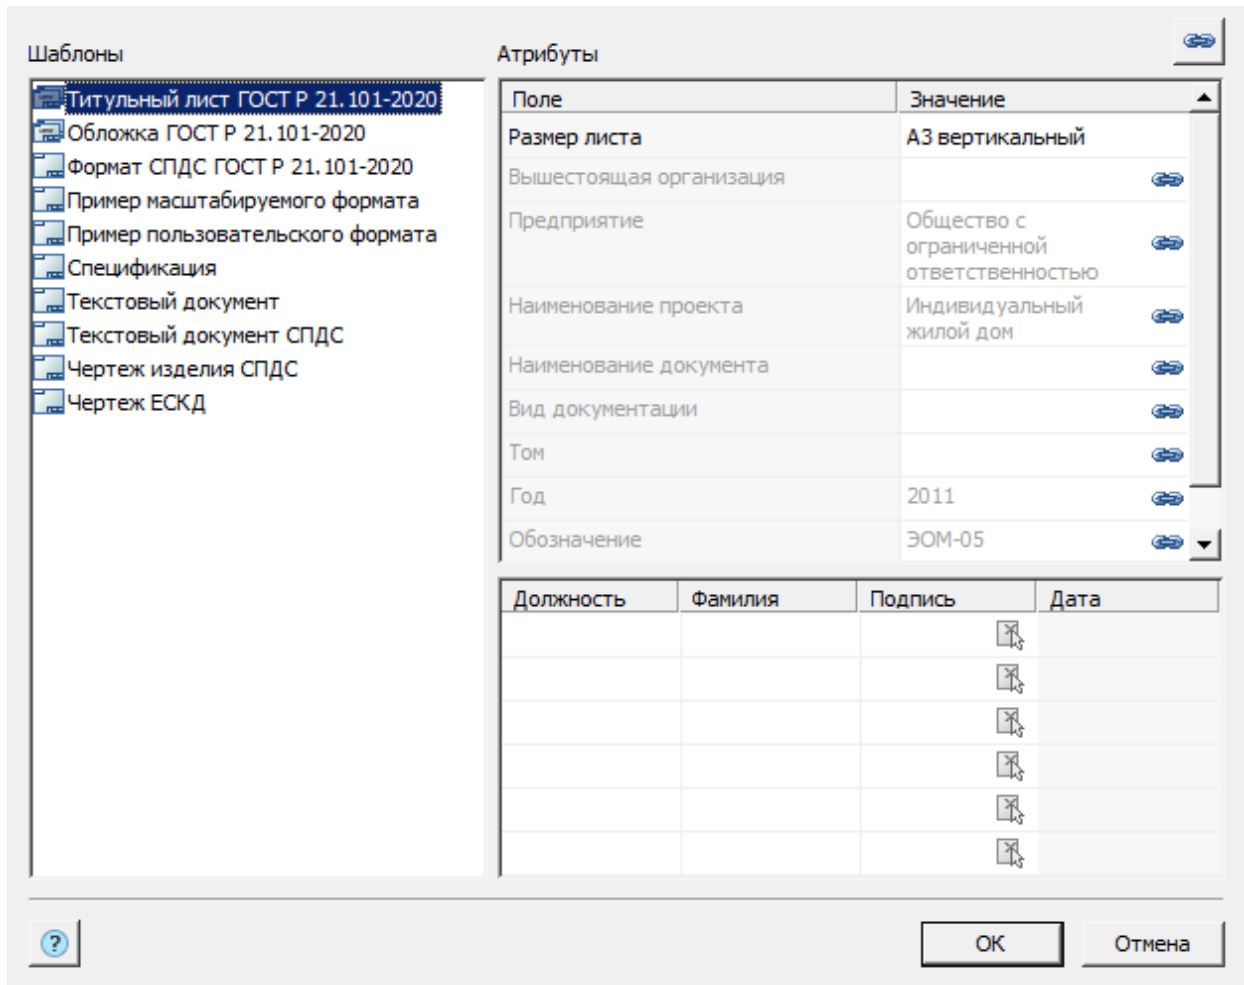 Шаблоны
Титульный лист ГОСТ Р 21.101-2020
Обложка ГОСТ Р 21.101-2020
Формат СПДС ГОСТ Р 21.101-2020
Пример масштабируемого формата
Пример пользовательского формата
Спецификация
Текстовый документ
Текстовый документ СПДС
Чертеж изделия СПДС
Чертеж ЕСКД
Атрибуты
Поле Значение
Размер листа А3 вертикальный
Вышестоящая организация
Предприятие Общество с
ограниченной
ответственностью
Наименование проекта Индивидуальный
жилой дом
Наименование документа
Вид документации
Том
Год 2011
Обозначение ЭОМ-05
Должность Фамилия Подпись Дата
?
ОК Отмена